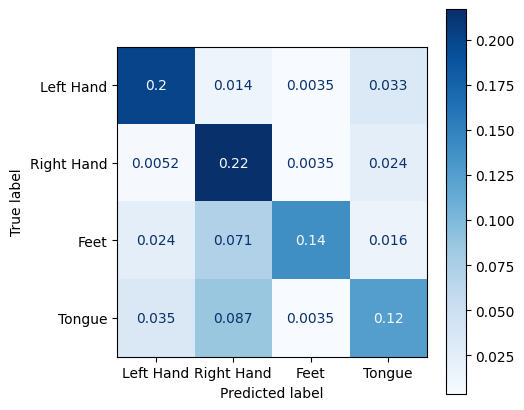 Left Hand 0.2 0.014 0.0035 0.033
Right Hand 0.0052 0.22 0.0035 0.024
Feet 0.024 0.071 0.14 0.016
Tongue 0.035 0.087 0.0035 0.12
Left Hand Right Hand Feet Tongue
Predicted label
True label
0.200
0.175
0.150
0.125
0.100
0.075
0.050
0.025